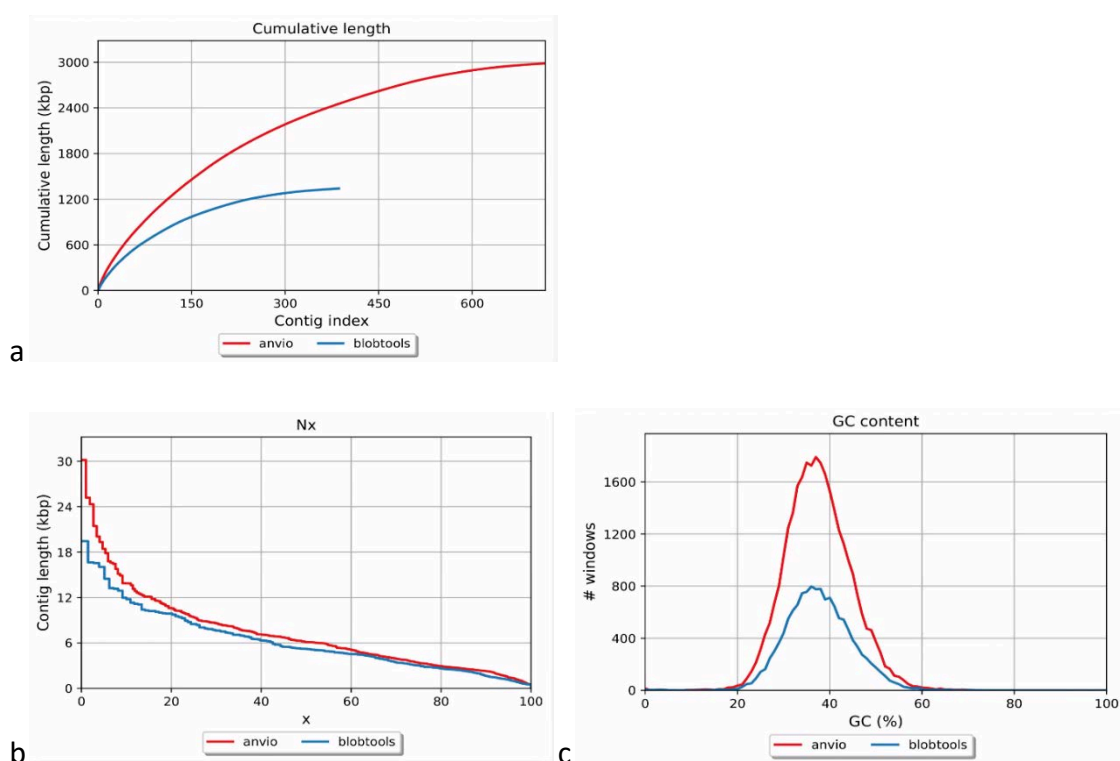 Cumulative length
Cumulative length (kbp)
3000
2400
1800
1200
600
0
0 150 300 450 600
Contig index
anvio blobtools
a
Nx
Contig length (kbp)
30
24
18
12
6
0
0 20 40 60 80 100
x
anvio blobtools
b
GC content
# windows
1600
1200
800
400
0
0 20 40 60 80 100
GC (%)
anvio blobtools
c